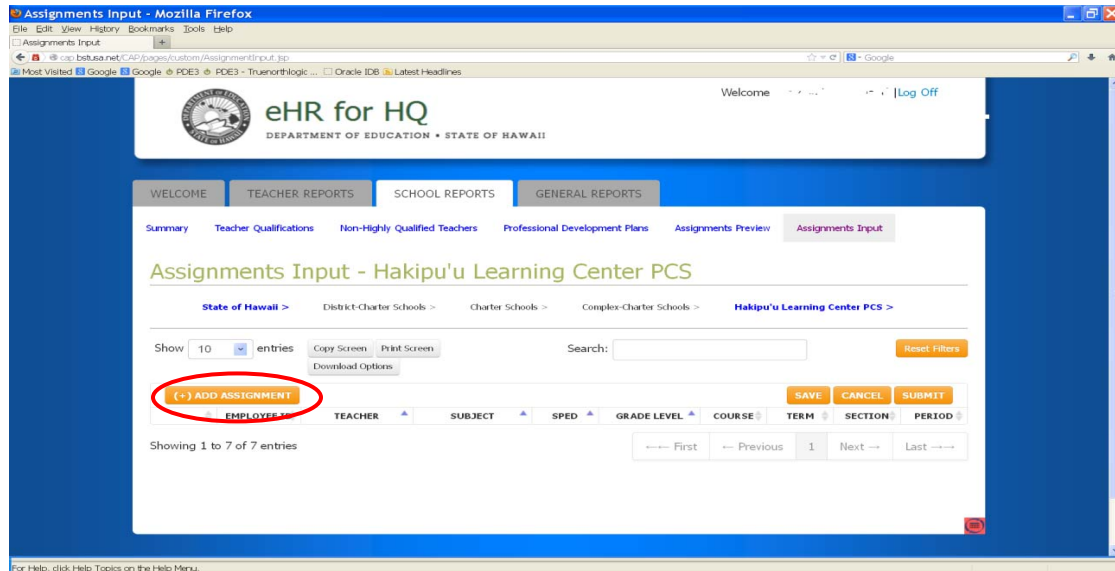 Assignments Input - Mozilla Firefox
File Edit View History Bookmarks Tools Help
Assignments Input +
cap.bstusa.net/CAP/pages/custom/AssignmentInput.jsp Google
Most Visited Google Google PDE3 PDE3 - Truenorthlogic ... Oracle IDB Latest Headlines
Welcome |Log Off
eHR for HQ
DEPARTMENT OF EDUCATION • STATE OF HAWAII
WELCOME TEACHER REPORTS SCHOOL REPORTS GENERAL REPORTS
Summary Teacher Qualifications Non-Highly Qualified Teachers Professional Development Plans Assignments Preview Assignments Input
Assignments Input - Hakipu'u Learning Center PCS
State of Hawaii > District-Charter Schools > Charter Schools > Complex-Charter Schools > Hakipu'u Learning Center PCS >
Show 10 entries Copy Screen Print Screen Search: Reset Filters
Download Options
(+) ADD ASSIGNMENT SAVE CANCEL SUBMIT
EMPLOYEE ID TEACHER SUBJECT SPED GRADE LEVEL COURSE TERM SECTION PERIOD
Showing 1 to 7 of 7 entries ←← First ← Previous 1 Next → Last →→
For Help, click Help Topics on the Help Menu.